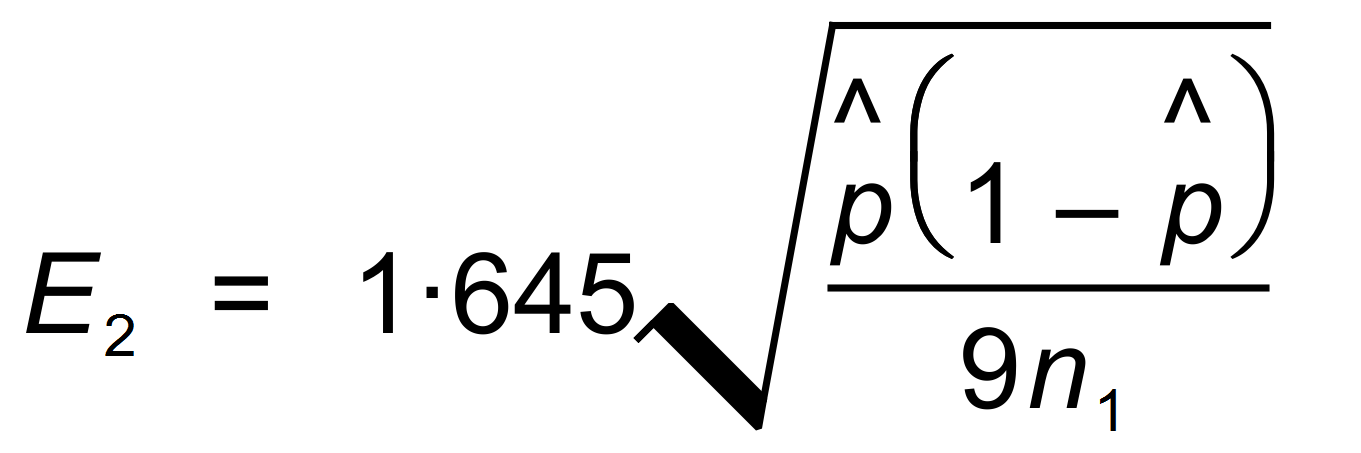 E₂ = 1·645√(p̂(1 – p̂)/9n₁)